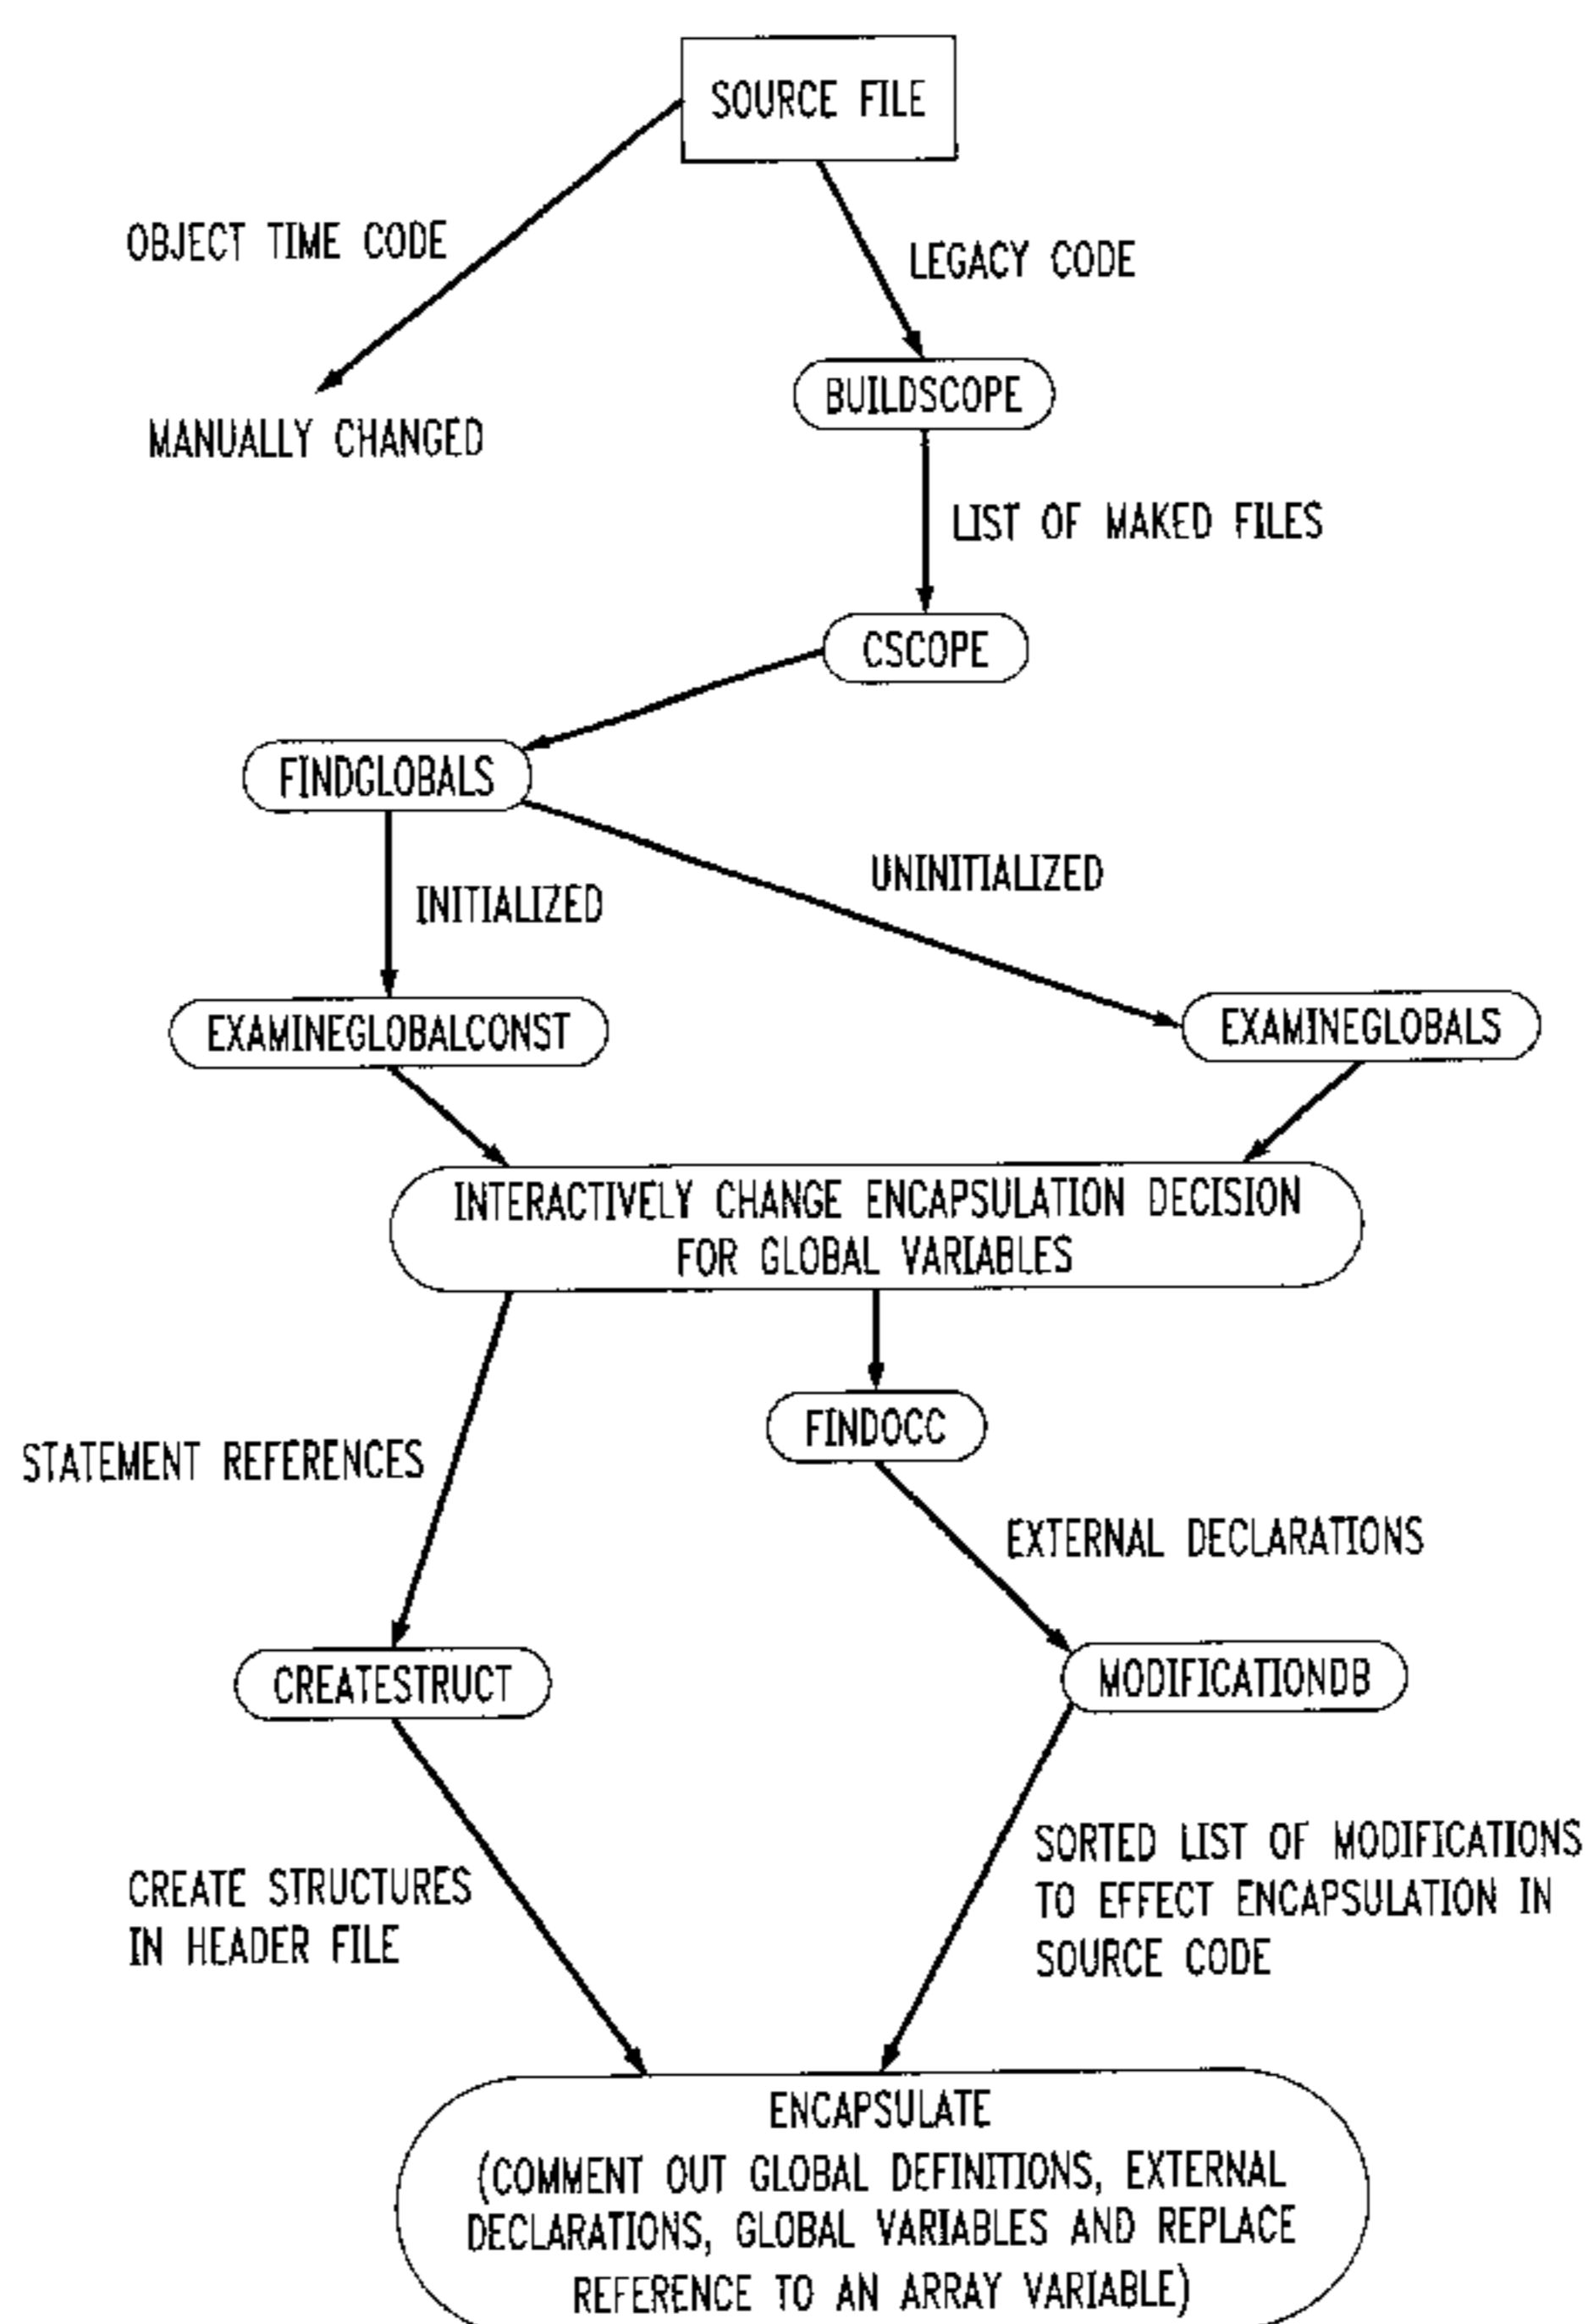 SOURCE FILE
OBJECT TIME CODE
LEGACY CODE
BUILDSCOPE
MANUALLY CHANGED
LIST OF MAKED FILES
CSCOPE
FINDGLOBALS
UNINITIALIZED
INITIALIZED
EXAMINEGLOBALCONST
EXAMINEGLOBALS
INTERACTIVELY CHANGE ENCAPSULATION DECISION
FOR GLOBAL VARIABLES
FINDOCC
STATEMENT REFERENCES
EXTERNAL DECLARATIONS
CREATESTRUCT
MODIFICATIONDB
CREATE STRUCTURES
IN HEADER FILE
SORTED LIST OF MODIFICATIONS
TO EFFECT ENCAPSULATION IN
SOURCE CODE
ENCAPSULATE
(COMMENT OUT GLOBAL DEFINITIONS, EXTERNAL
DECLARATIONS, GLOBAL VARIABLES AND REPLACE
REFERENCE TO AN ARRAY VARIABLE)